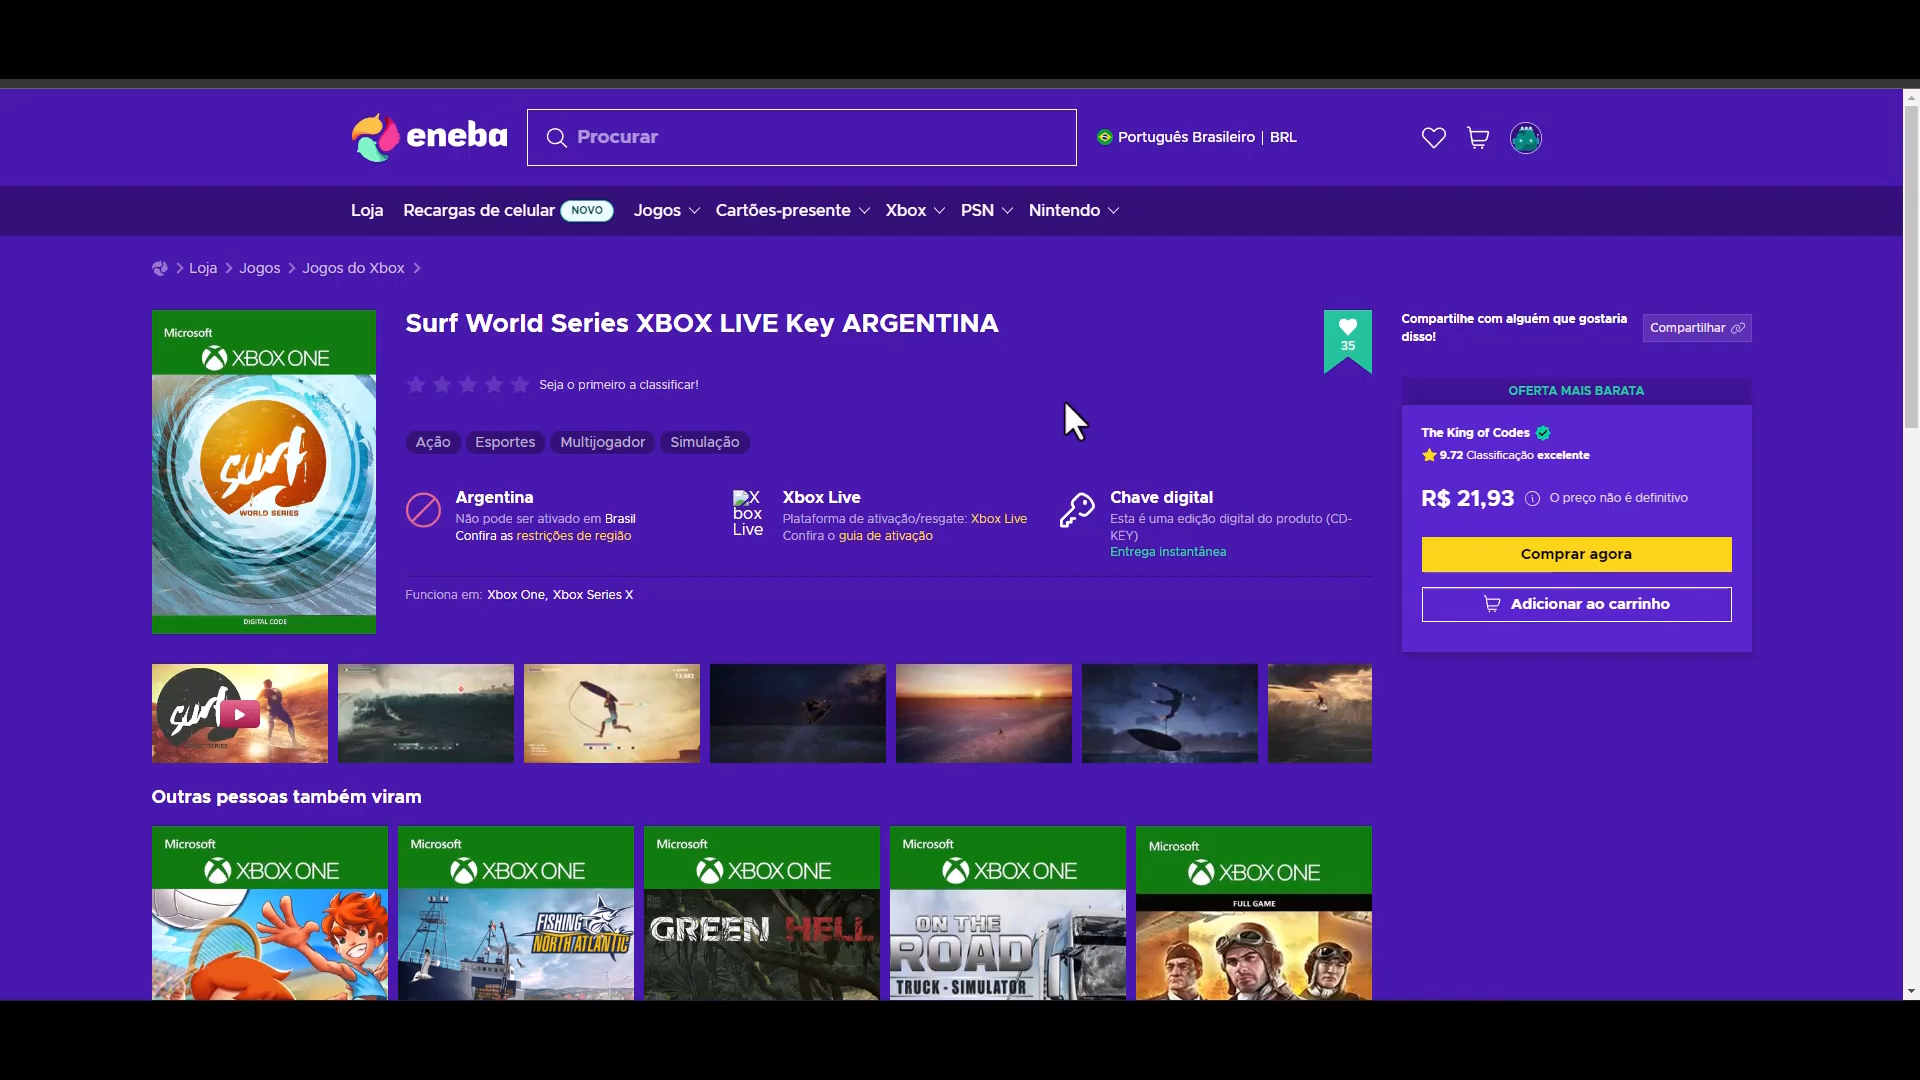 eneba
Procurar
Português Brasileiro | BRL
Loja
Recargas de celular NOVO
Jogos
Cartões-presente
Xbox
PSN
Nintendo
Loja
Jogos
Jogos do Xbox
Microsoft
XBOX ONE
surf
WORLD SERIES
DIGITAL CODE
Surf World Series XBOX LIVE Key ARGENTINA
35
Seja o primeiro a classificar!
Ação
Esportes
Multijogador
Simulação
Argentina
Não pode ser ativado em Brasil
Confira as restrições de região
X
box
Live
Xbox Live
Plataforma de ativação/resgate: Xbox Live
Confira o guia de ativação
Chave digital
Esta é uma edição digital do produto (CD-
KEY)
Entrega instantânea
Funciona em: Xbox One, Xbox Series X
Compartilhe com alguém que gostaria
disso!
Compartilhar
OFERTA MAIS BARATA
The King of Codes
9.72 Classificação excelente
R$ 21,93
O preço não é definitivo
Comprar agora
Adicionar ao carrinho
surf
13,982
Outras pessoas também viram
Microsoft
XBOX ONE
Microsoft
XBOX ONE
FISHING
NORTH ATLANTIC
Microsoft
XBOX ONE
GREEN HELL
Microsoft
XBOX ONE
ON THE
ROAD
TRUCK - SIMULATOR
Microsoft
XBOX ONE
FULL GAME